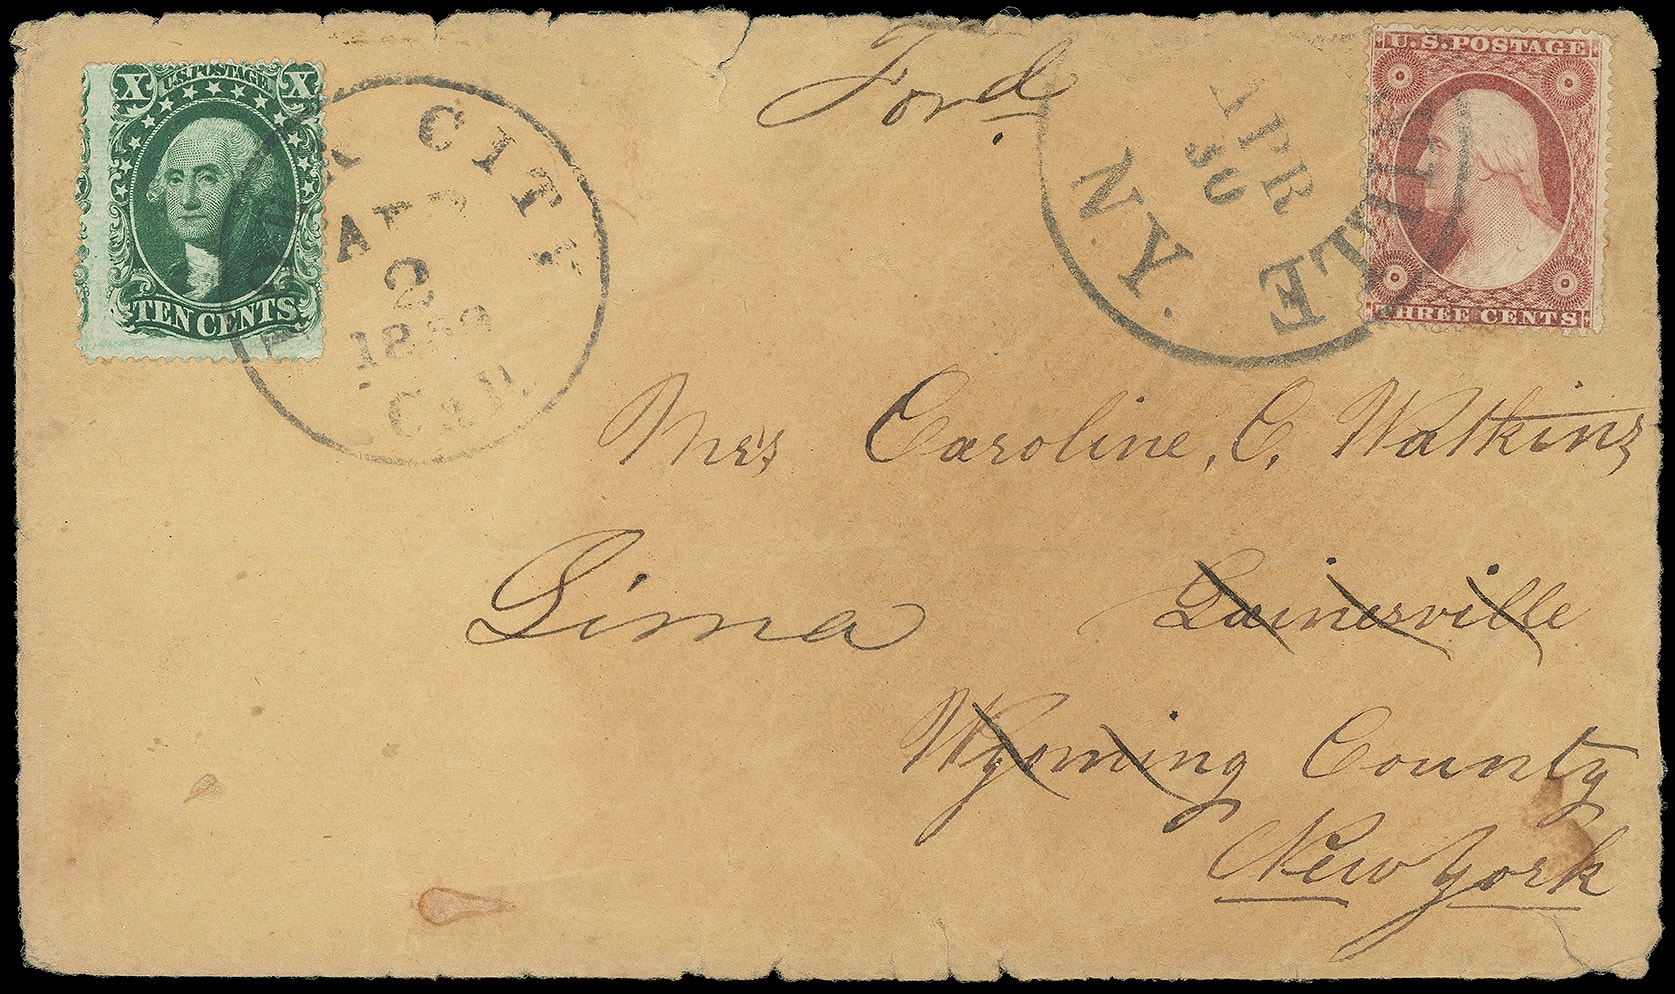 X U.S. POSTAGE X
TEN CENTS
CITY
APR
2
Cal.
Ford.
APR
30
N.Y.
U.S. POSTAGE
THREE CENTS
Mrs Caroline, C, Watkins
Lima
Gainesville
Wyoming County
New York